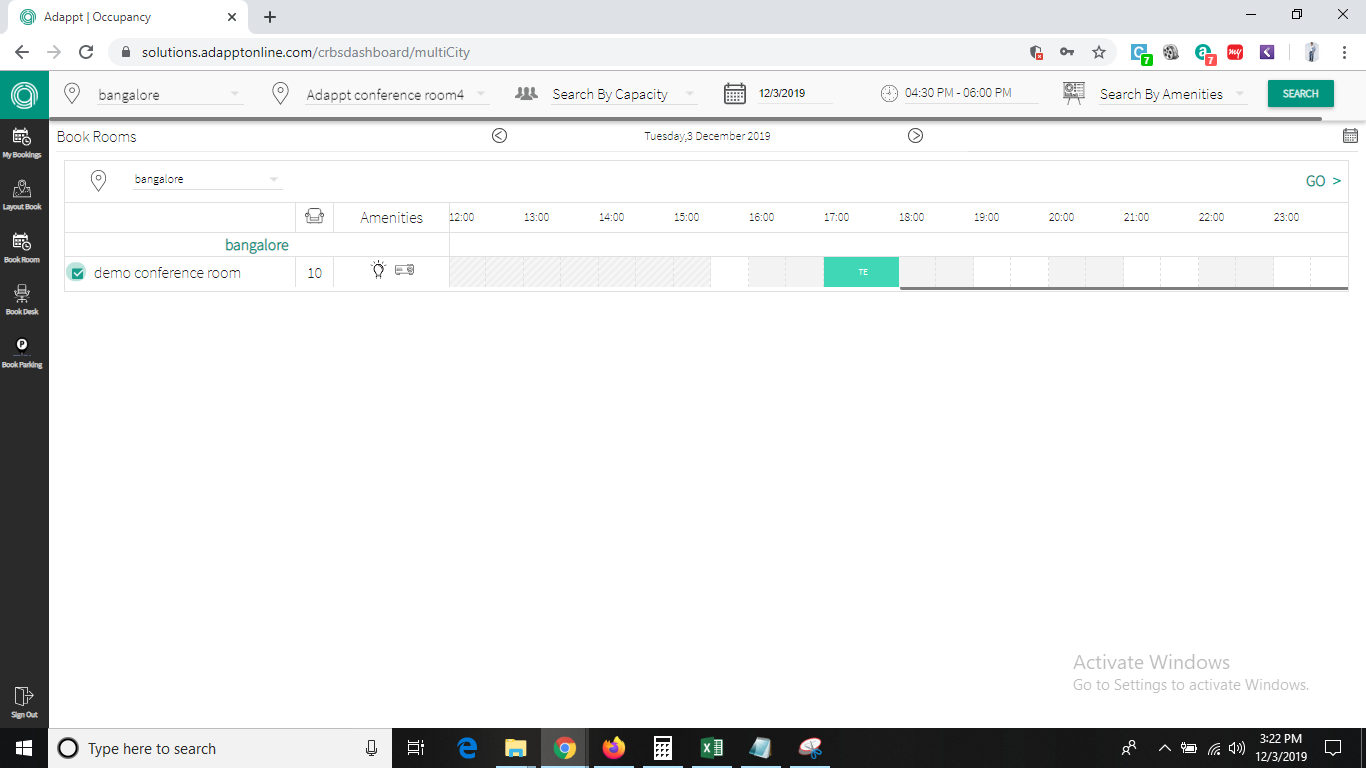 Adappt | Occupancy
solutions.adapptonline.com/crbsdashboard/multiCity
7
7
my
bangalore
Adappt conference room4
Search By Capacity
12/3/2019
04:30 PM - 06:00 PM
Search By Amenities
SEARCH
My Bookings
Layout Book
Book Room
Book Desk
P
Book Parking
Sign Out
Book Rooms
Tuesday,3 December 2019
bangalore
GO >
Amenities
12:00
13:00
14:00
15:00
16:00
17:00
18:00
19:00
20:00
21:00
22:00
23:00
bangalore
demo conference room
10
TE
Activate Windows
Go to Settings to activate Windows.
Type here to search
3:22 PM
12/3/2019